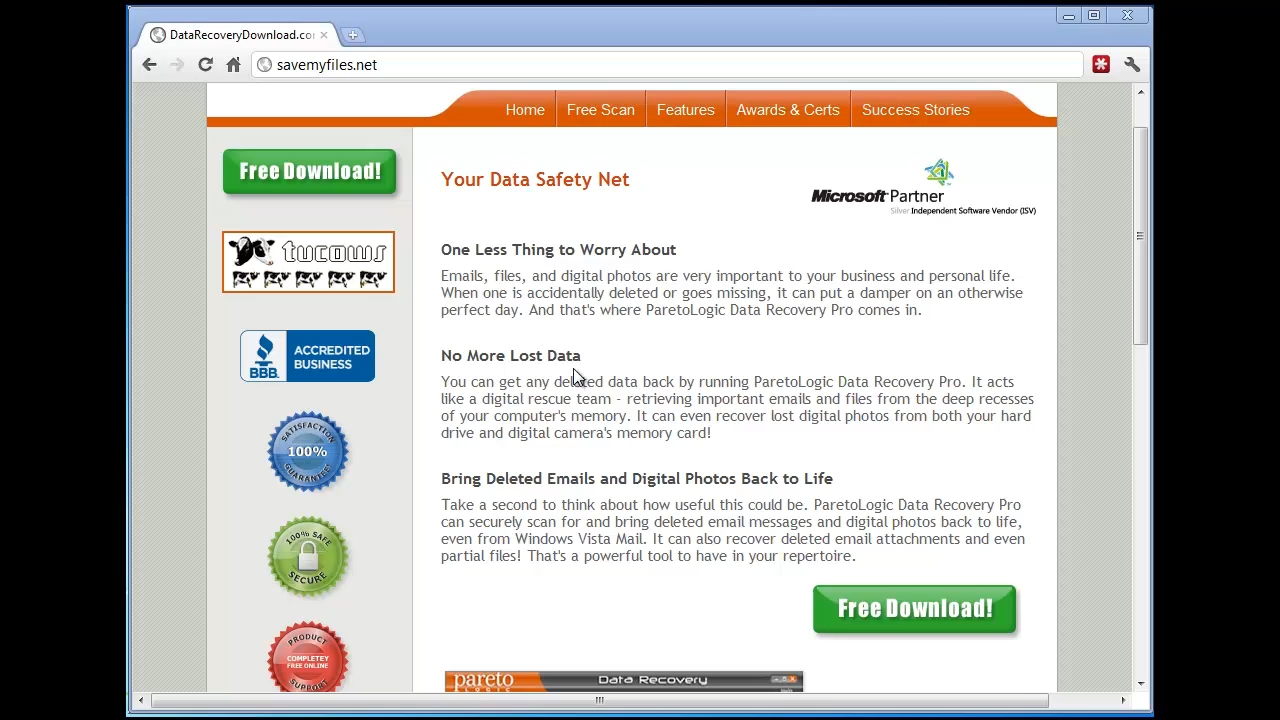 DataRecoveryDownload.co
savemyfiles.net
Home
Free Scan
Features
Awards & Certs
Success Stories
Free Download!
tucows
BBB.
ACCREDITED
BUSINESS
SATISFACTION
100%
GUARANTEE
100% SAFE
SECURE
PRODUCT
COMPLETEY
FREE ONLINE
SUPPORT
Your Data Safety Net
Microsoft Partner
Silver Independent Software Vendor (ISV)
One Less Thing to Worry About
Emails, files, and digital photos are very important to your business and personal life.
When one is accidentally deleted or goes missing, it can put a damper on an otherwise
perfect day. And that's where ParetoLogic Data Recovery Pro comes in.
No More Lost Data
You can get any deleted data back by running ParetoLogic Data Recovery Pro. It acts
like a digital rescue team - retrieving important emails and files from the deep recesses
of your computer's memory. It can even recover lost digital photos from both your hard
drive and digital camera's memory card!
Bring Deleted Emails and Digital Photos Back to Life
Take a second to think about how useful this could be. ParetoLogic Data Recovery Pro
can securely scan for and bring deleted email messages and digital photos back to life,
even from Windows Vista Mail. It can also recover deleted email attachments and even
partial files! That's a powerful tool to have in your repertoire.
Free Download!
pareto
Data Recovery